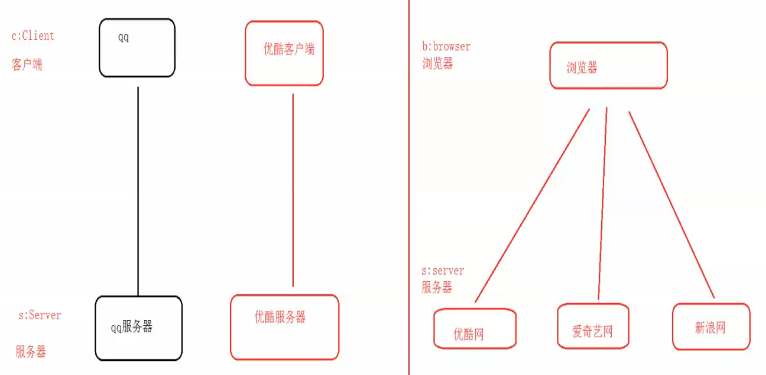 c:Client
客户端
qq
优酷客户端
s:Server
服务器
qq服务器
优酷服务器
b:browser
浏览器
浏览器
s:server
服务器
优酷网
爱奇艺网
新浪网